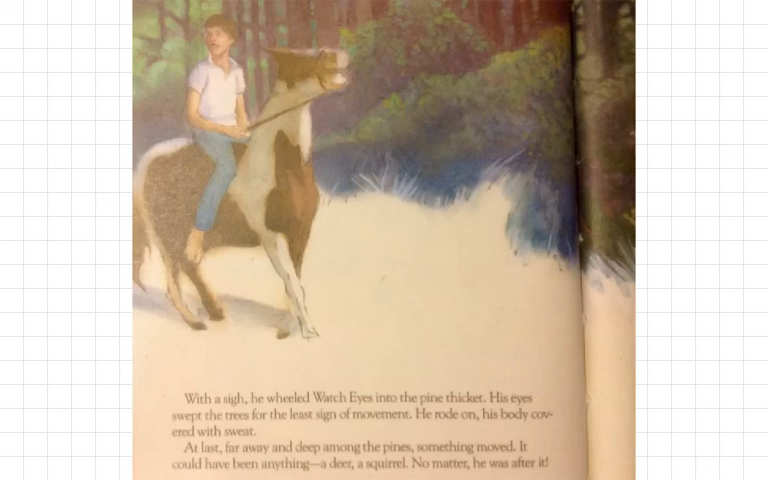 With a sigh, he wheeled Watch Eyes into the pine thicket. His eyes
swept the trees for the least sign of movement. He rode on, his body cov-
ered with sweat.
At last, far away and deep among the pines, something moved. It
could have been anything—a deer, a squirrel. No matter, he was after it!